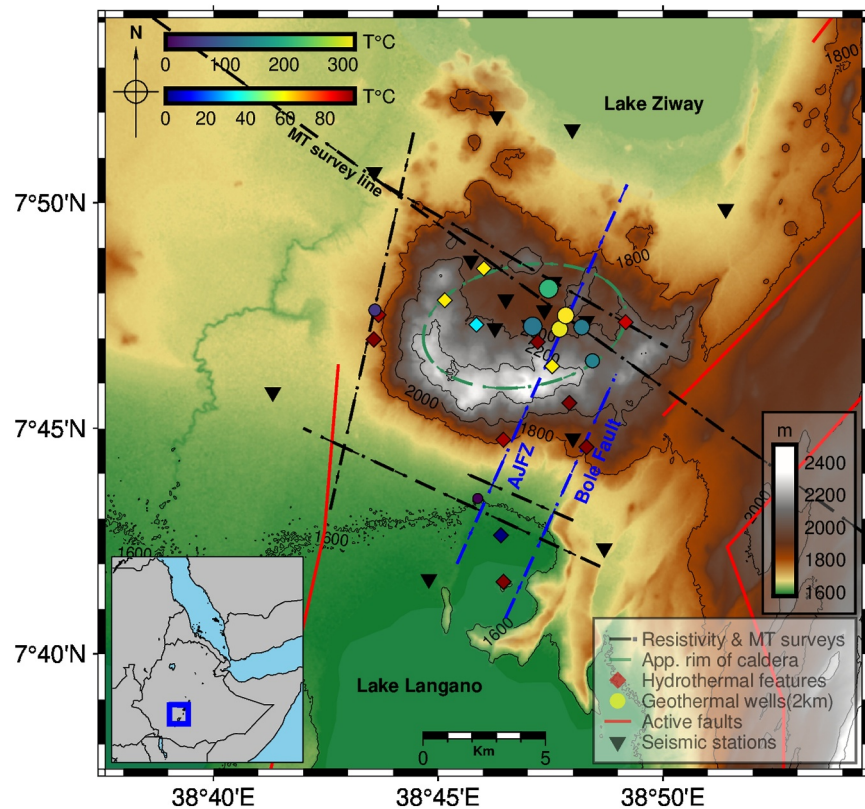 N
T°C
0 100 200 300
T°C
0 20 40 60 80
MT survey line
Lake Ziway
1800
1800
7°50'N
2200
2000
1800
7°45'N
AJFZ
Bole Fault
m
2400
2200
2000
1800
1600
2000
1600
1600
1600
7°40'N
Lake Langano
0 5
Km
Resistivity & MT surveys
App. rim of caldera
Hydrothermal features
Geothermal wells(2km)
Active faults
Seismic stations
38°40'E 38°45'E 38°50'E